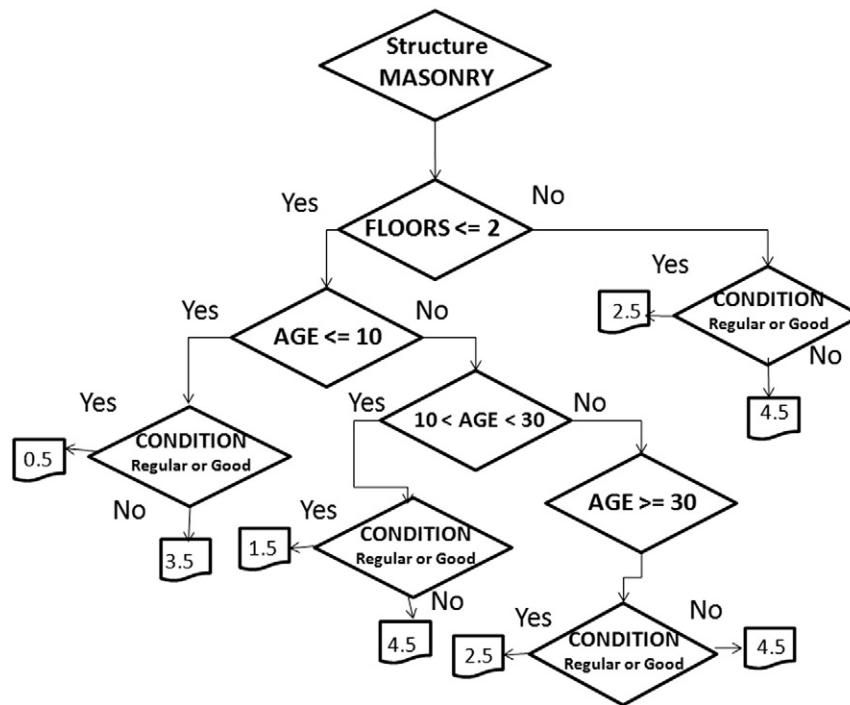 Structure
MASONRY
Yes
No
FLOORS <= 2
Yes
CONDITION
Regular or Good
2.5
No
4.5
Yes
No
AGE <= 10
Yes
CONDITION
Regular or Good
0.5
No
3.5
Yes
No
10 < AGE < 30
Yes
CONDITION
Regular or Good
1.5
No
4.5
AGE >= 30
Yes
No
CONDITION
Regular or Good
2.5
4.5